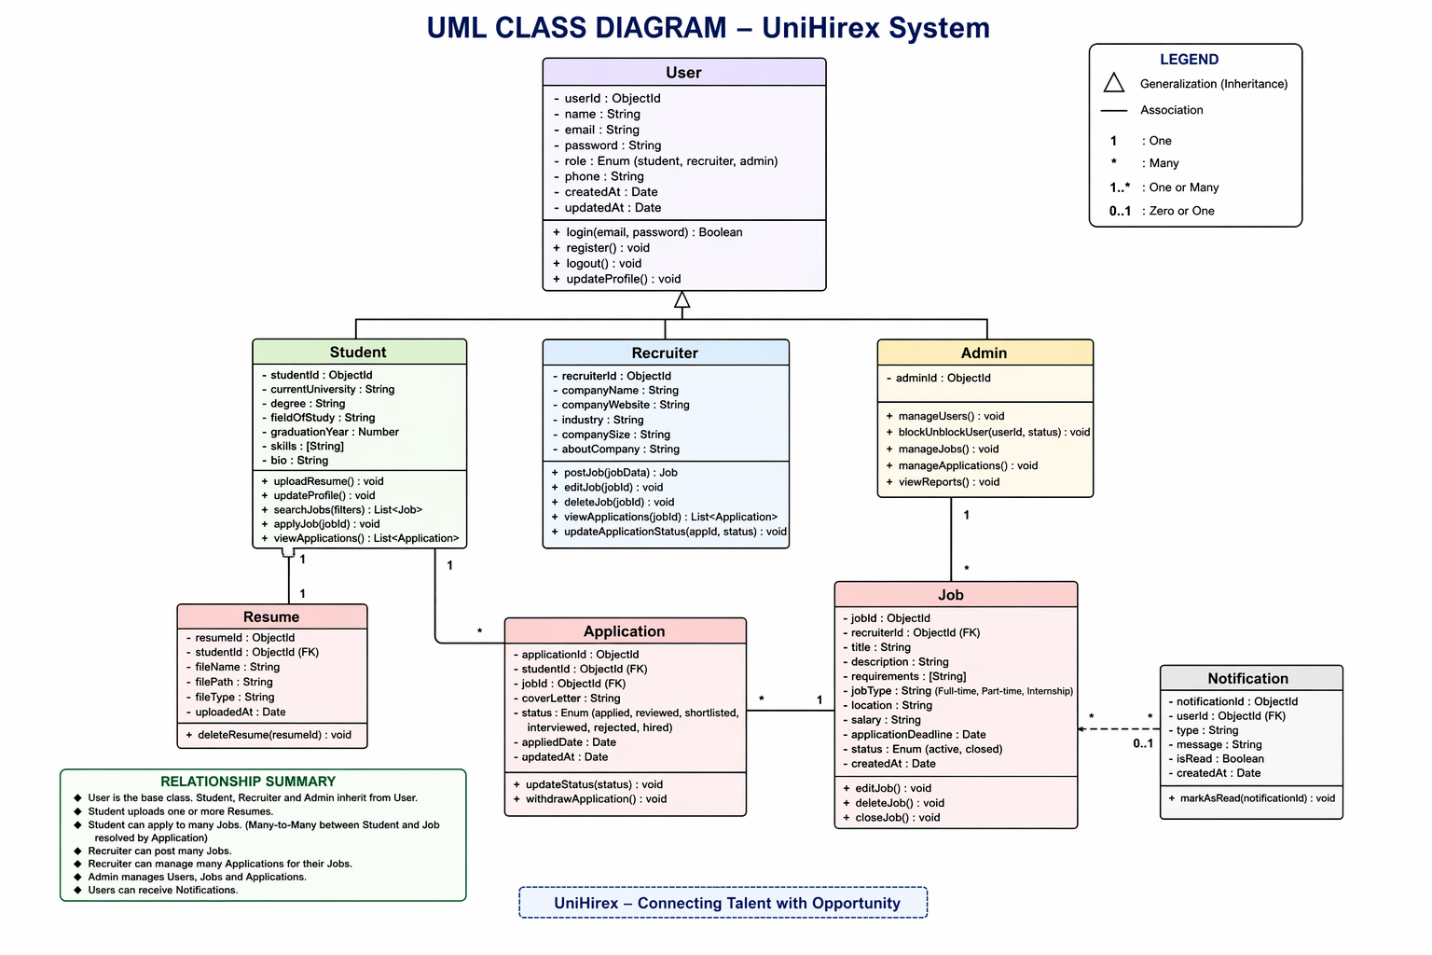 UML CLASS DIAGRAM – UniHirex System
LEGEND
Generalization (Inheritance)
Association
1 : One
* : Many
1..* : One or Many
0..1 : Zero or One
User
- userId : ObjectId
- name : String
- email : String
- password : String
- role : Enum (student, recruiter, admin)
- phone : String
- createdAt : Date
- updatedAt : Date
+ login(email, password) : Boolean
+ register() : void
+ logout() : void
+ updateProfile() : void
Student
- studentId : ObjectId
- currentUniversity : String
- degree : String
- fieldOfStudy : String
- graduationYear : Number
- skills : [String]
- bio : String
+ uploadResume() : void
+ updateProfile() : void
+ searchJobs(filters) : List<Job>
+ applyJob(jobId) : void
+ viewApplications() : List<Application>
Recruiter
- recruiterId : ObjectId
- companyName : String
- companyWebsite : String
- industry : String
- companySize : String
- aboutCompany : String
+ postJob(jobData) : Job
+ editJob(jobId) : void
+ deleteJob(jobId) : void
+ viewApplications(jobId) : List<Application>
+ updateApplicationStatus(appId, status) : void
Admin
- adminId : ObjectId
+ manageUsers() : void
+ blockUnblockUser(userId, status) : void
+ manageJobs() : void
+ manageApplications() : void
+ viewReports() : void
1
1
1
*
1
*
Resume
- resumeId : ObjectId
- studentId : ObjectId (FK)
- fileName : String
- filePath : String
- fileType : String
- uploadedAt : Date
+ deleteResume(resumeId) : void
Application
- applicationId : ObjectId
- studentId : ObjectId (FK)
- jobId : ObjectId (FK)
- coverLetter : String
- status : Enum (applied, reviewed, shortlisted,
interviewed, rejected, hired)
- appliedDate : Date
- updatedAt : Date
+ updateStatus(status) : void
+ withdrawApplication() : void
* 1
Job
- jobId : ObjectId
- recruiterId : ObjectId (FK)
- title : String
- description : String
- requirements : [String]
- jobType : String (Full-time, Part-time, Internship)
- location : String
- salary : String
- applicationDeadline : Date
- status : Enum (active, closed)
- createdAt : Date
+ editJob() : void
+ deleteJob() : void
+ closeJob() : void
* *
0..1
Notification
- notificationId : ObjectId
- userId : ObjectId (FK)
- type : String
- message : String
- isRead : Boolean
- createdAt : Date
+ markAsRead(notificationId) : void
RELATIONSHIP SUMMARY
◆ User is the base class. Student, Recruiter and Admin inherit from User.
◆ Student uploads one or more Resumes.
◆ Student can apply to many Jobs. (Many-to-Many between Student and Job
resolved by Application)
◆ Recruiter can post many Jobs.
◆ Recruiter can manage many Applications for their Jobs.
◆ Admin manages Users, Jobs and Applications.
◆ Users can receive Notifications.
UniHirex – Connecting Talent with Opportunity